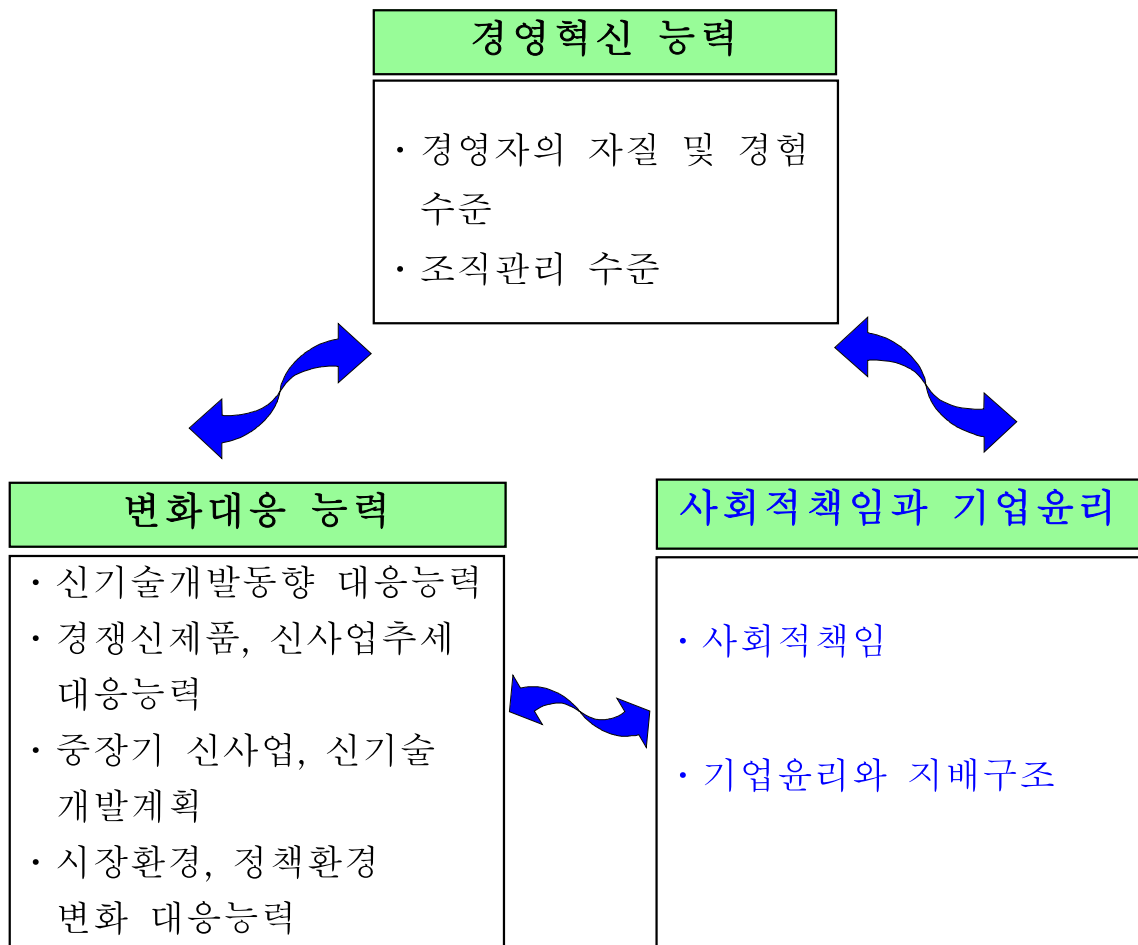 경영혁신 능력
· 경영자의 자질 및 경험
수준
· 조직관리 수준
변화대응 능력
· 신기술개발동향 대응능력
· 경쟁신제품, 신사업추세
대응능력
· 중장기 신사업, 신기술
개발계획
· 시장환경, 정책환경
변화 대응능력
사회적책임과 기업윤리
· 사회적책임
· 기업윤리와 지배구조